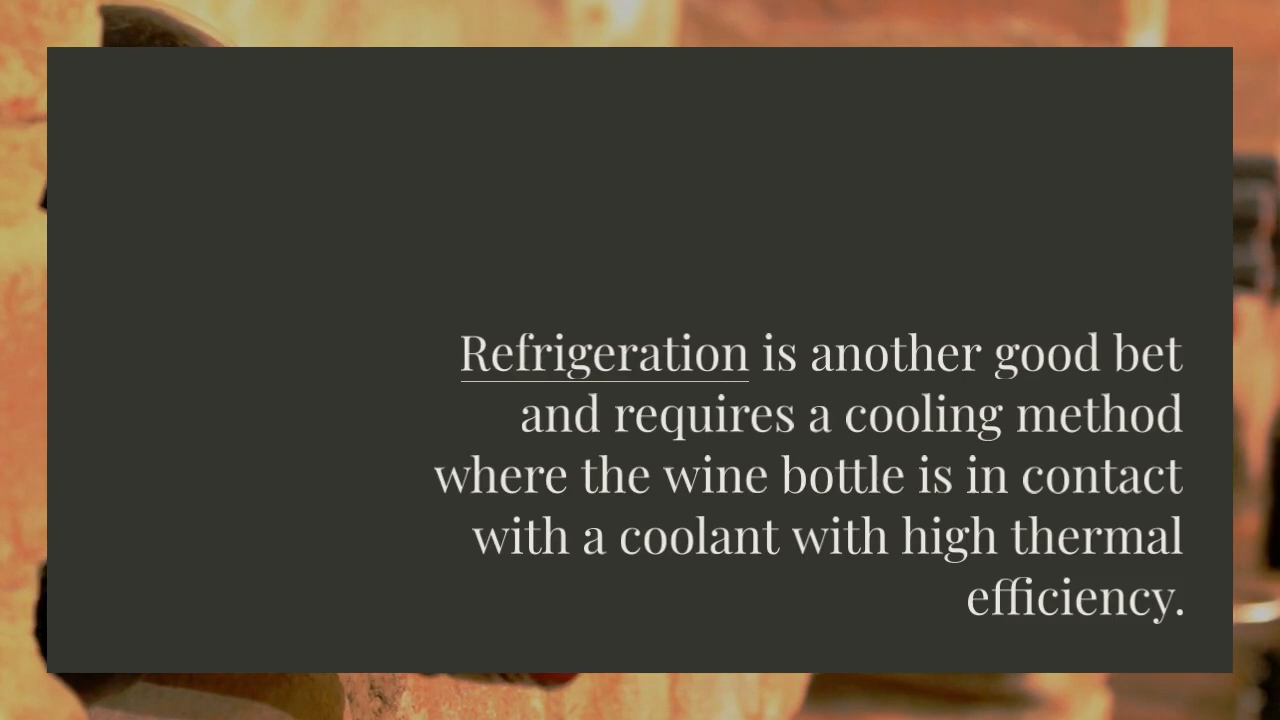 Refrigeration is another good bet
and requires a cooling method
where the wine bottle is in contact
with a coolant with high thermal
efficiency.